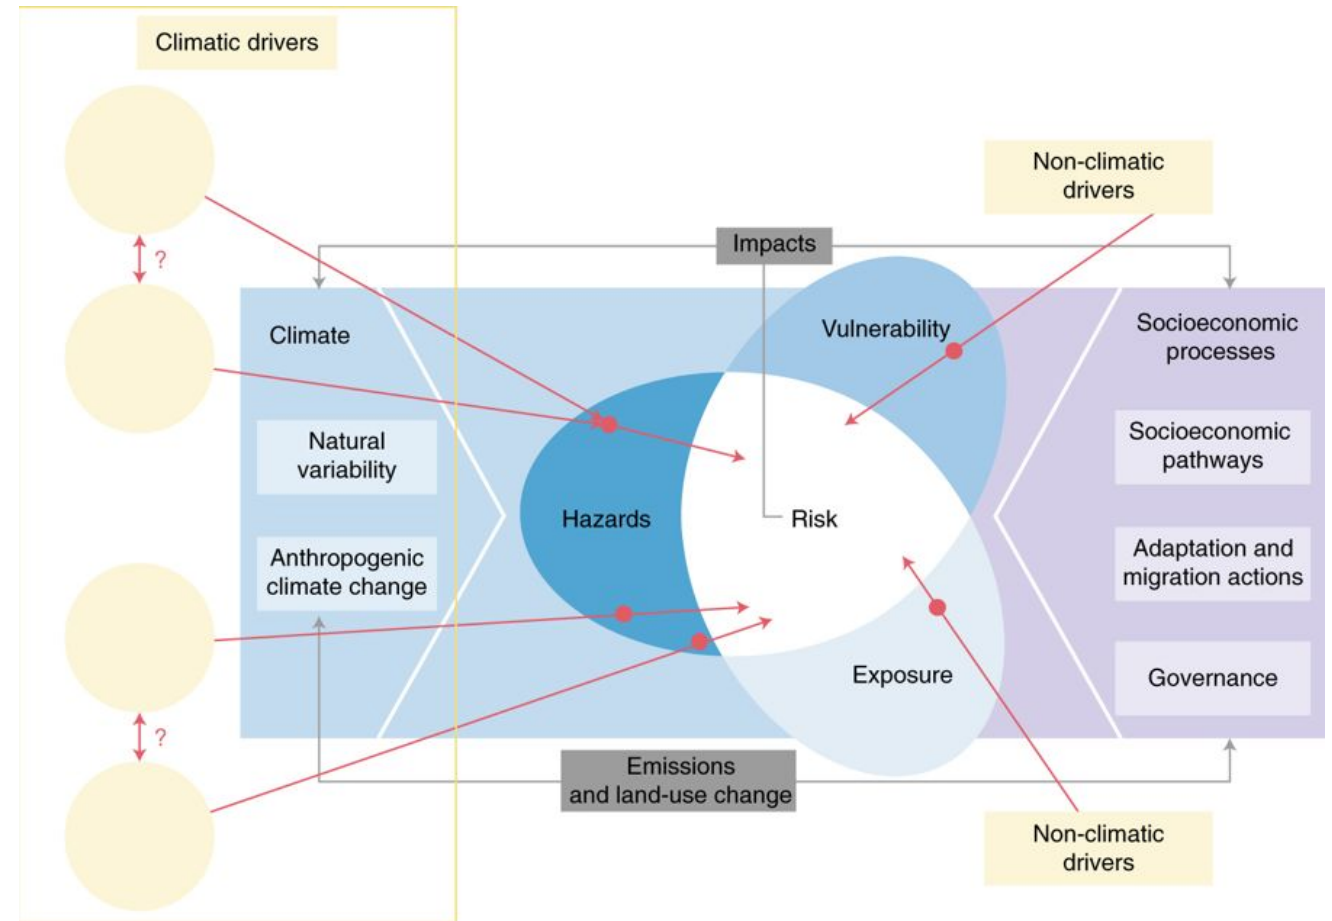 Climatic drivers
Non-climatic
drivers
Impacts
?
Climate
Vulnerability
Socioeconomic
processes
Natural
variability
Socioeconomic
pathways
Hazards
Risk
Anthropogenic
climate change
Adaptation and
migration actions
Exposure
Governance
?
Emissions
and land-use change
Non-climatic
drivers